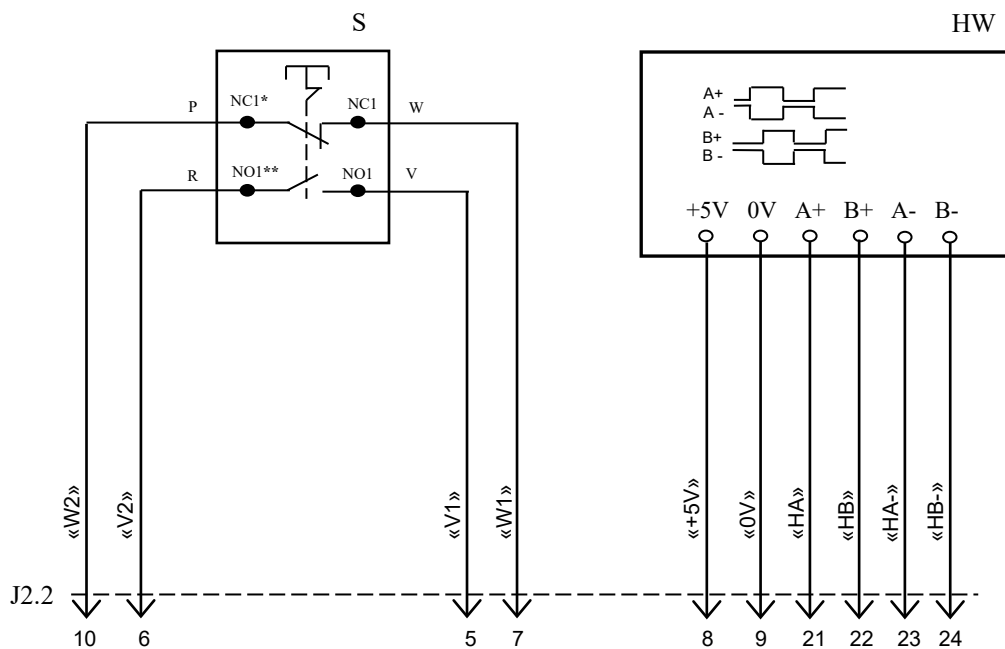 S HW
A+
P NC1* NC1 W
A -
B+
R NO1** NO1 V
B -
+5V 0V A+ B+ A- B-
«W2» «V2» «V1» «W1» «+5V» «0V» «HA» «HB» «HA-» «HB-»
J2.2
10 6 5 7 8 9 21 22 23 24